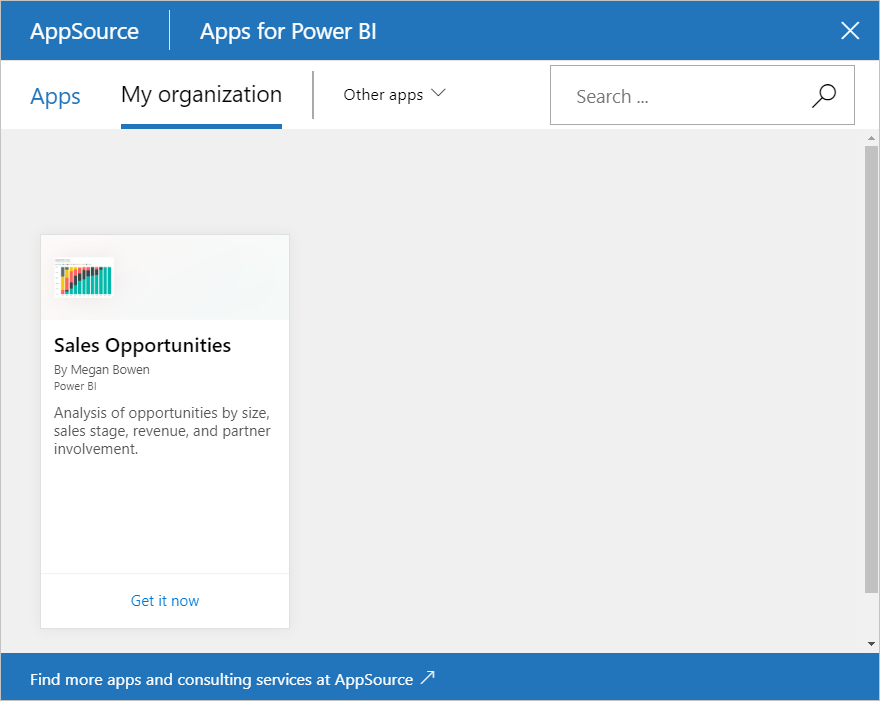 AppSource
Apps for Power BI
Apps
My organization
Other apps
Search ...
Sales Opportunities
By Megan Bowen
Power BI
Analysis of opportunities by size,
sales stage, revenue, and partner
involvement.
Get it now
Find more apps and consulting services at AppSource